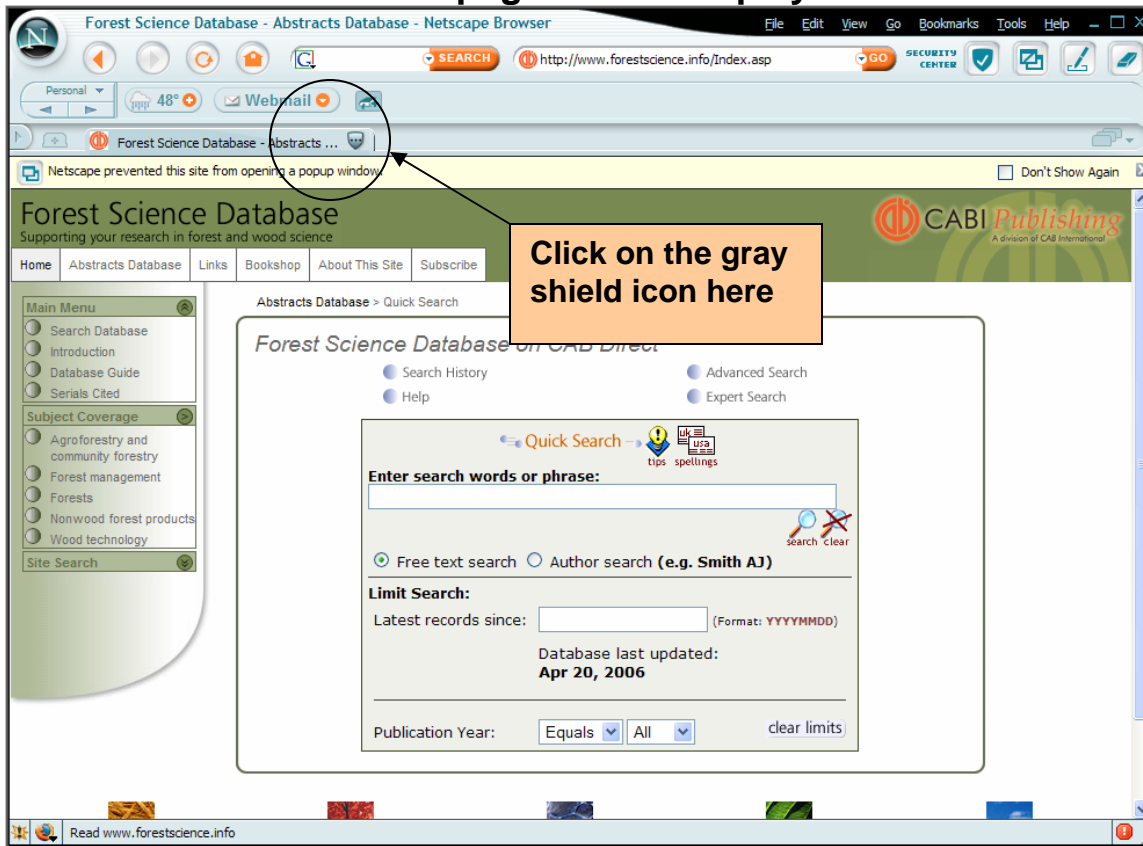 Forest Science Database - Abstracts Database - Netscape Browser
File Edit View Go Bookmarks Tools Help
N
G SEARCH http://www.forestscience.info/Index.asp GO SECURITY CENTER
Personal 48° Webmail
Forest Science Database - Abstracts ...
Netscape prevented this site from opening a popup window. Don't Show Again
Forest Science Database
Supporting your research in forest and wood science
CABI Publishing
A division of CAB International
Home Abstracts Database Links Bookshop About This Site Subscribe
Click on the gray
shield icon here
Main Menu
Search Database
Introduction
Database Guide
Serials Cited
Subject Coverage
Agroforestry and
community forestry
Forest management
Forests
Nonwood forest products
Wood technology
Site Search
Abstracts Database > Quick Search
Forest Science Database on CAB Direct
Search History Advanced Search
Help Expert Search
Quick Search
tips
uk
usa
spellings
Enter search words or phrase:
search clear
Free text search Author search (e.g. Smith AJ)
Limit Search:
Latest records since: (Format: YYYYMMDD)
Database last updated:
Apr 20, 2006
Publication Year: Equals All clear limits
Read www.forestscience.info